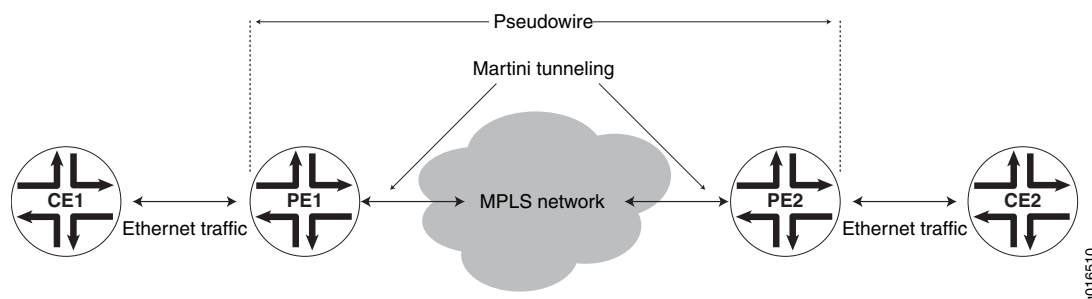 Pseudowire
Martini tunneling
CE1
PE1
MPLS network
PE2
CE2
Ethernet traffic
Ethernet traffic